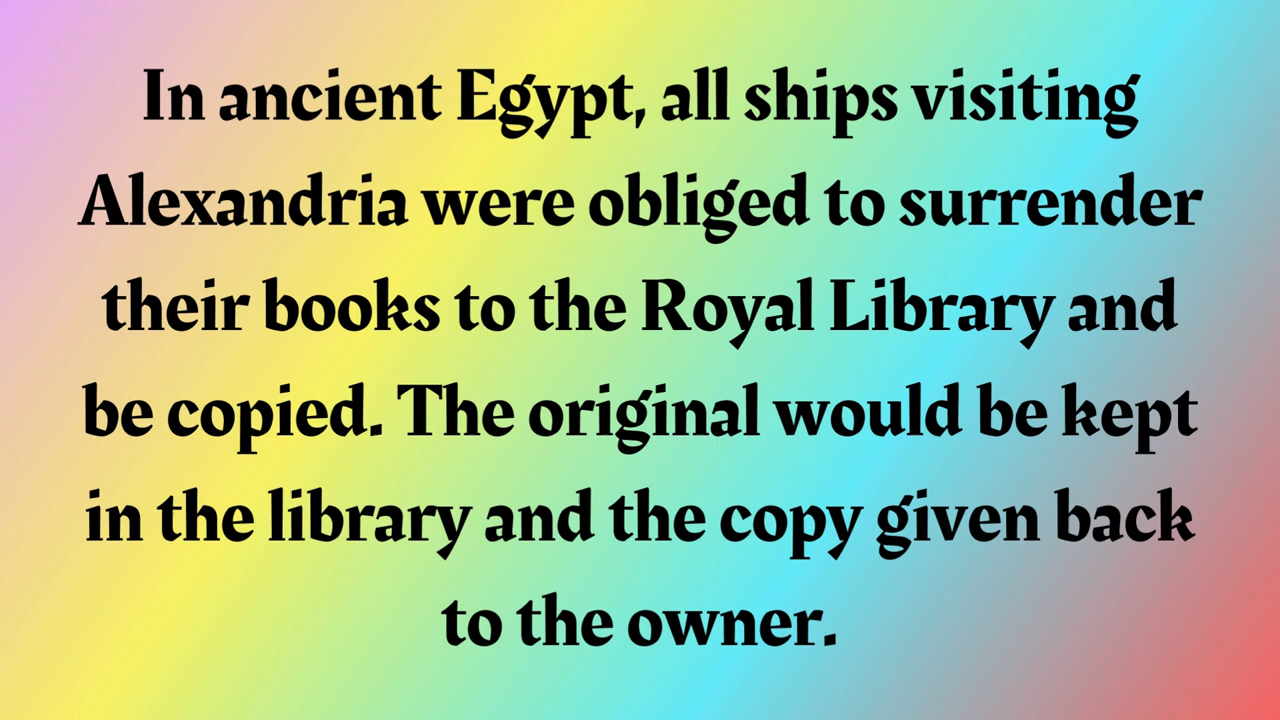 In ancient Egypt, all ships visiting
Alexandria were obliged to surrender
their books to the Royal Library and
be copied. The original would be kept
in the library and the copy given back
to the owner.